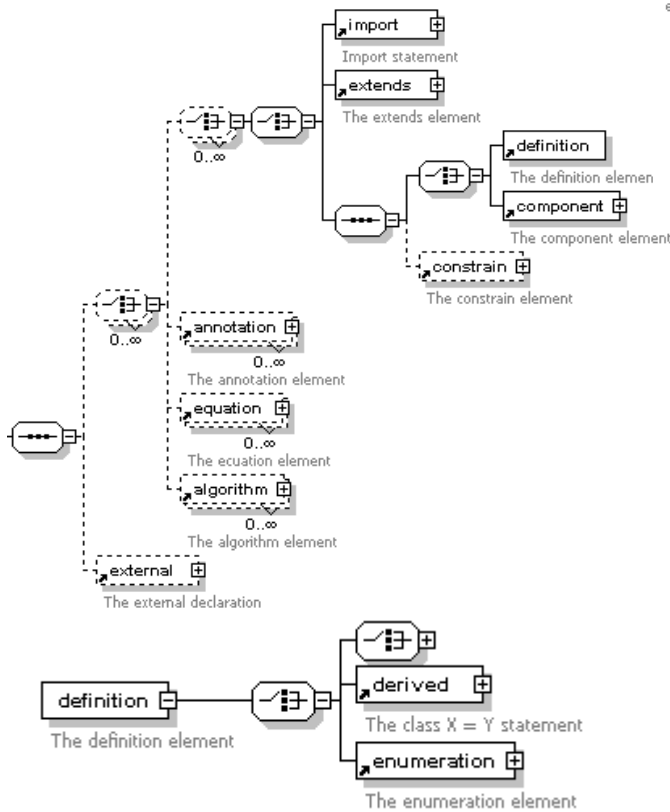 e
import
Import statement
extends
The extends element
0..∞
definition
The definition elemen
component
The component element
constrain
The constrain element
0..∞
annotation
0..∞
The annotation element
equation
0..∞
The ecuation element
algorithm
0..∞
The algorithm element
external
The external declaration
definition
The definition element
derived
The class X = Y statement
enumeration
The enumeration element